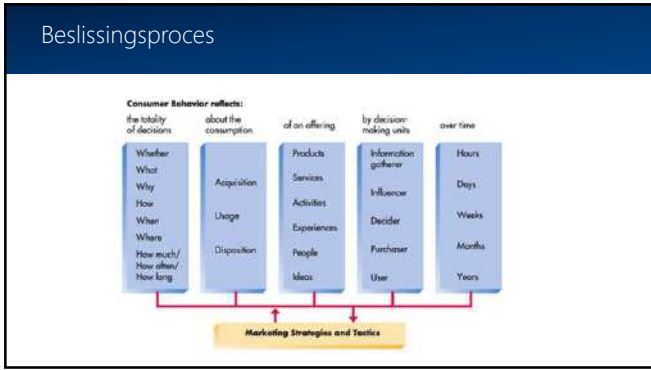 Beslissingsproces
Consumer Behavior reflects:
the totality
of decisions
Whether
What
Why
How
When
Where
How much/
How often/
How long
about the
consumption
Acquisition
Usage
Disposition
of an offering
Products
Services
Activities
Experiences
People
Ideas
by decision-
making units
Information
gatherer
Influencer
Decider
Purchaser
User
over time
Hours
Days
Weeks
Months
Years
Marketing Strategies and Tactics